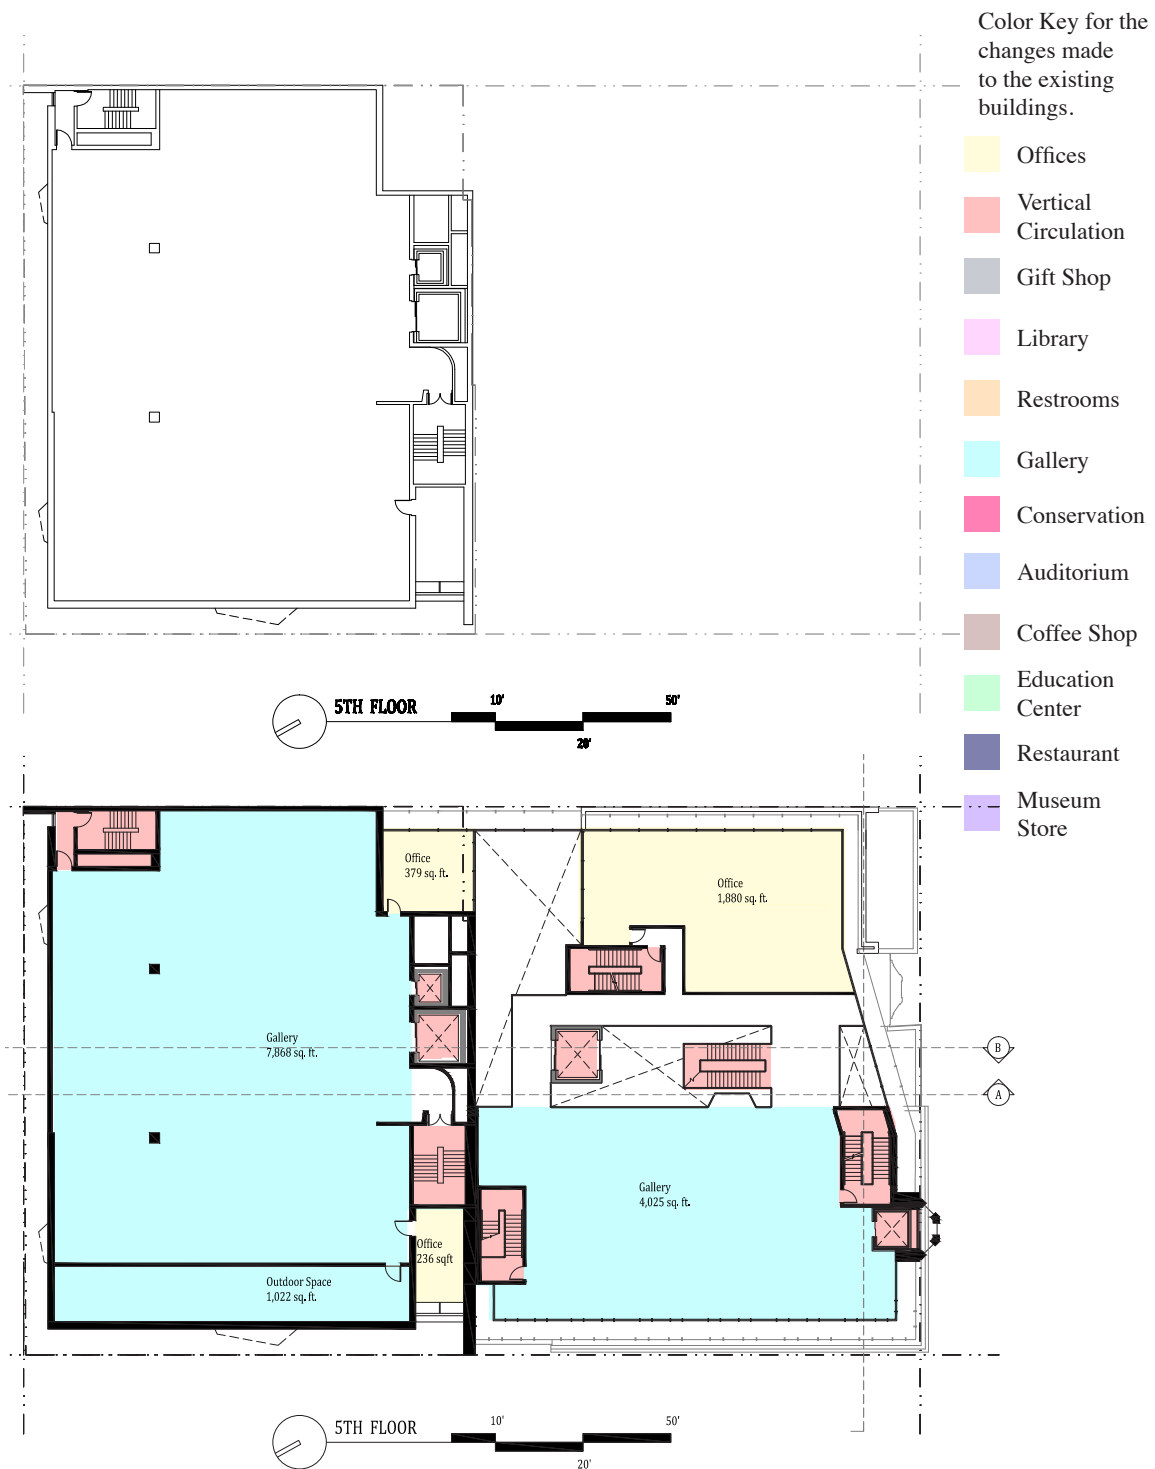 Color Key for the
changes made
to the existing
buildings.
Offices
Vertical
Circulation
Gift Shop
Library
Restrooms
Gallery
Conservation
Auditorium
Coffee Shop
Education
Center
Restaurant
Museum
Store
5TH FLOOR
10'
50'
20'
Office
379 sq. ft.
Office
1,880 sq. ft.
Gallery
7,868 sq. ft.
B
A
Gallery
4,025 sq. ft.
Office
236 sqft
Outdoor Space
1,022 sq. ft.
5TH FLOOR
10'
50'
20'